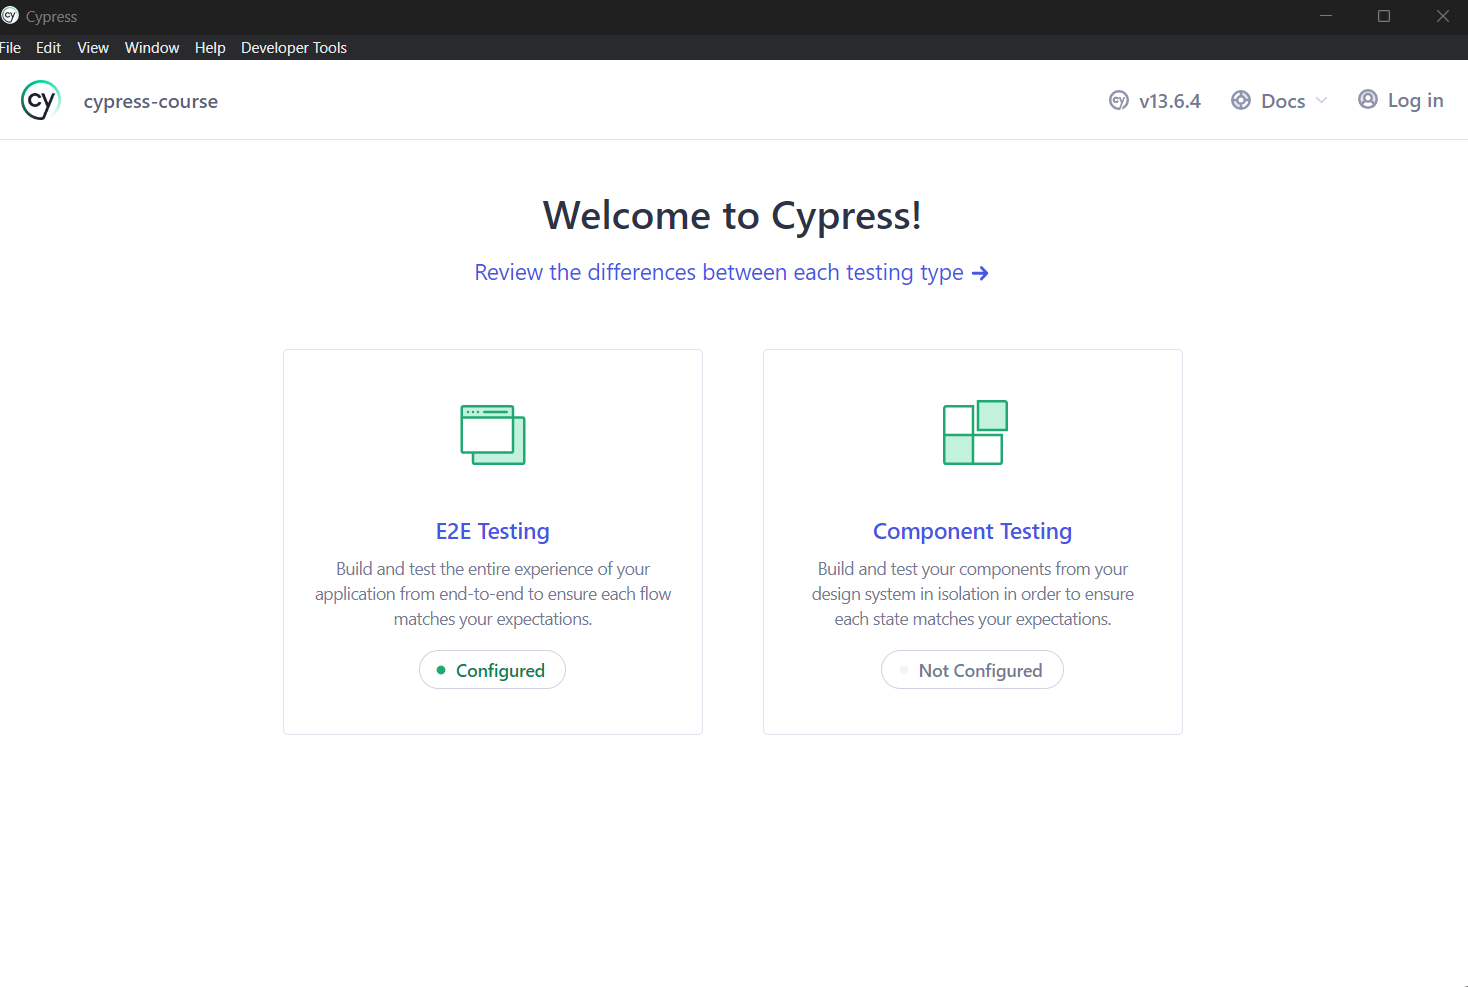 cy Cypress
File Edit View Window Help Developer Tools
cy cypress-course
cy v13.6.4 Docs Log in
Welcome to Cypress!
Review the differences between each testing type →
E2E Testing
Build and test the entire experience of your
application from end-to-end to ensure each flow
matches your expectations.
Configured
Component Testing
Build and test your components from your
design system in isolation in order to ensure
each state matches your expectations.
Not Configured